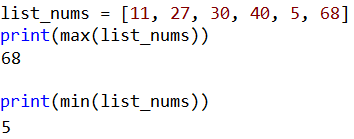 list_nums = [11, 27, 30, 40, 5, 68]
print(max(list_nums))
68
print(min(list_nums))
5